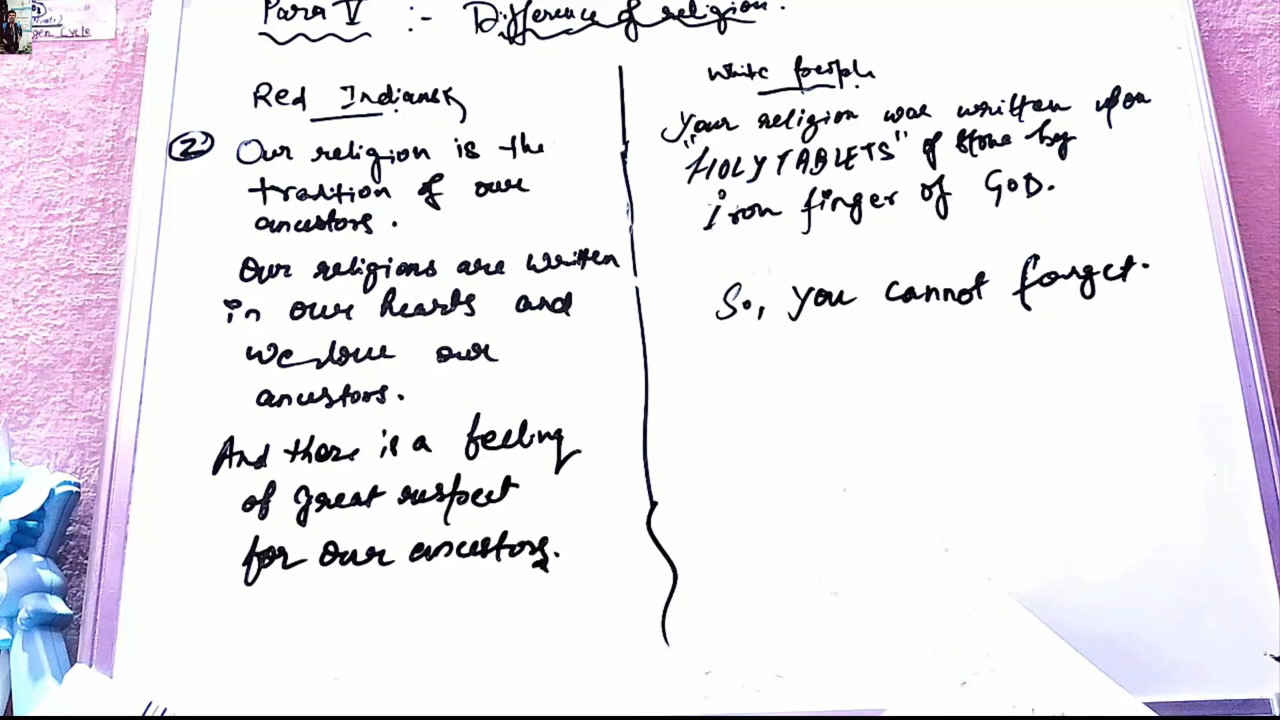 Para V :- Difference of religion.
Red Indians
② Our religion is the
tradition of our
ancestors.
Our religions are written
in our hearts and
we love our
ancestors.
And there is a feeling
of great respect
for our ancestors.
White people
Your religion was written upon
"HOLY TABLETS" of stone by
iron finger of GOD.
So, you cannot forget.
gen Cycle